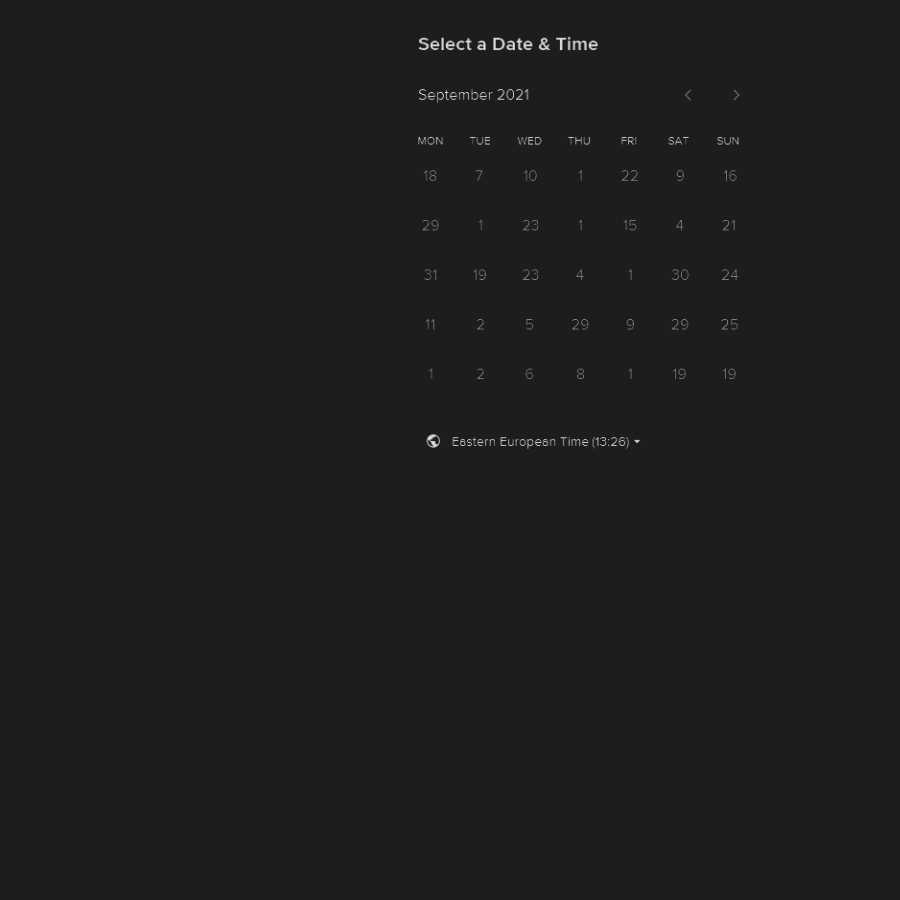 Select a Date & Time
September 2021
MON TUE WED THU FRI SAT SUN
18 7 10 1 22 9 16
29 1 23 1 15 4 21
31 19 23 4 1 30 24
11 2 5 29 9 29 25
1 2 6 8 1 19 19
Eastern European Time (13:26)